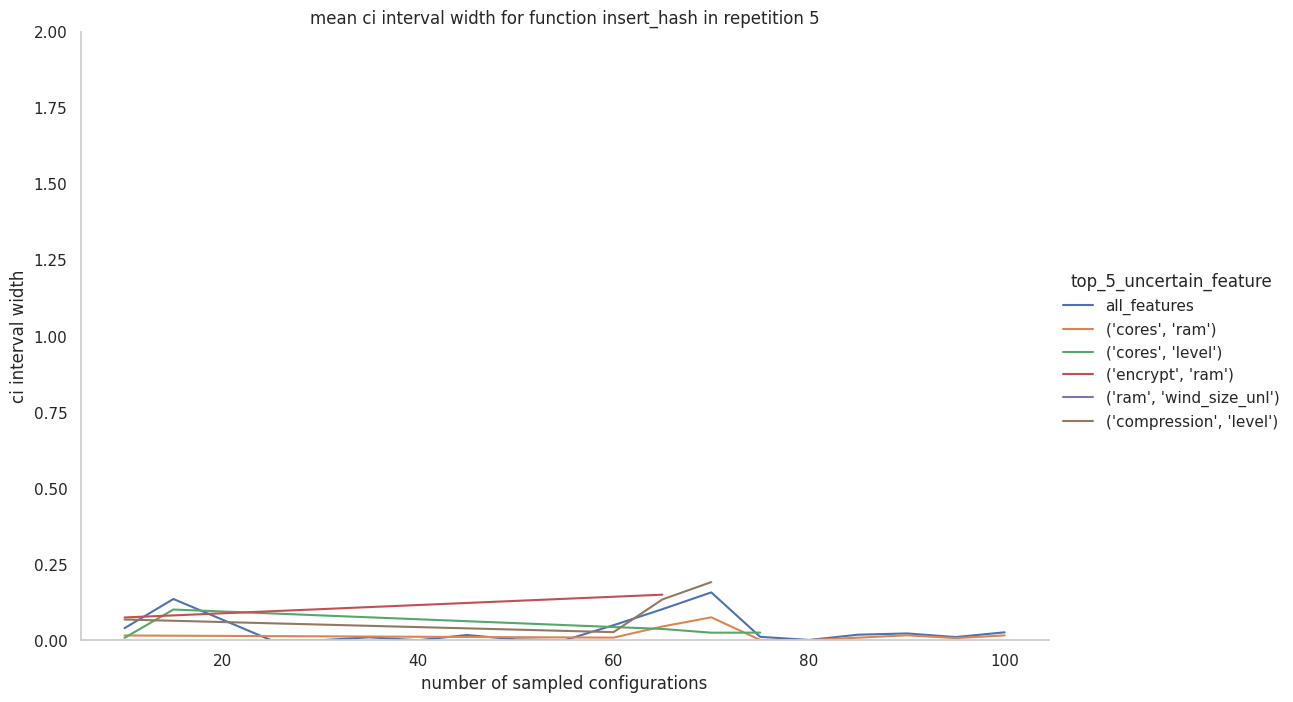 mean ci interval width for function insert_hash in repetition 5
2.00
1.75
1.50
1.25
1.00
0.75
0.50
0.25
0.00
ci interval width
20
40
60
80
100
number of sampled configurations
top_5_uncertain_feature
all_features
('cores', 'ram')
('cores', 'level')
('encrypt', 'ram')
('ram', 'wind_size_unl')
('compression', 'level')